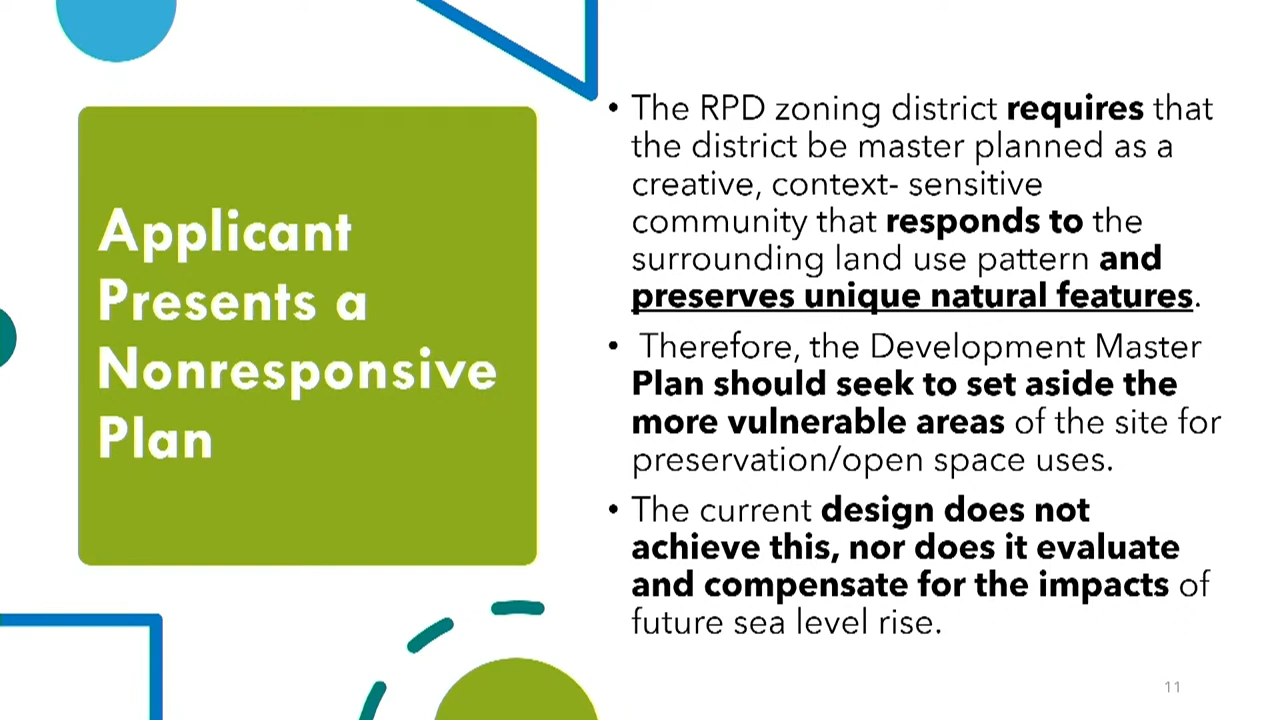 Applicant
Presents a
Nonresponsive
Plan
• The RPD zoning district requires that
the district be master planned as a
creative, context- sensitive
community that responds to the
surrounding land use pattern and
preserves unique natural features.
• Therefore, the Development Master
Plan should seek to set aside the
more vulnerable areas of the site for
preservation/open space uses.
• The current design does not
achieve this, nor does it evaluate
and compensate for the impacts of
future sea level rise.
11